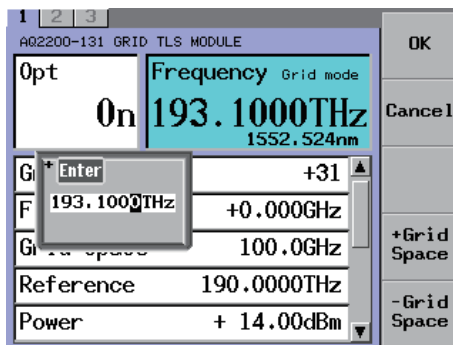 1 2 3
AQ2200-131 GRID TLS MODULE
Opt
On
Frequency Grid mode
193.1000THz
1552.524nm
+31
+ Enter
193.1000THz
+0.000GHz
100.0GHz
Reference 190.0000THz
Power + 14.00dBm
OK
Cancel
+Grid
Space
-Grid
Space